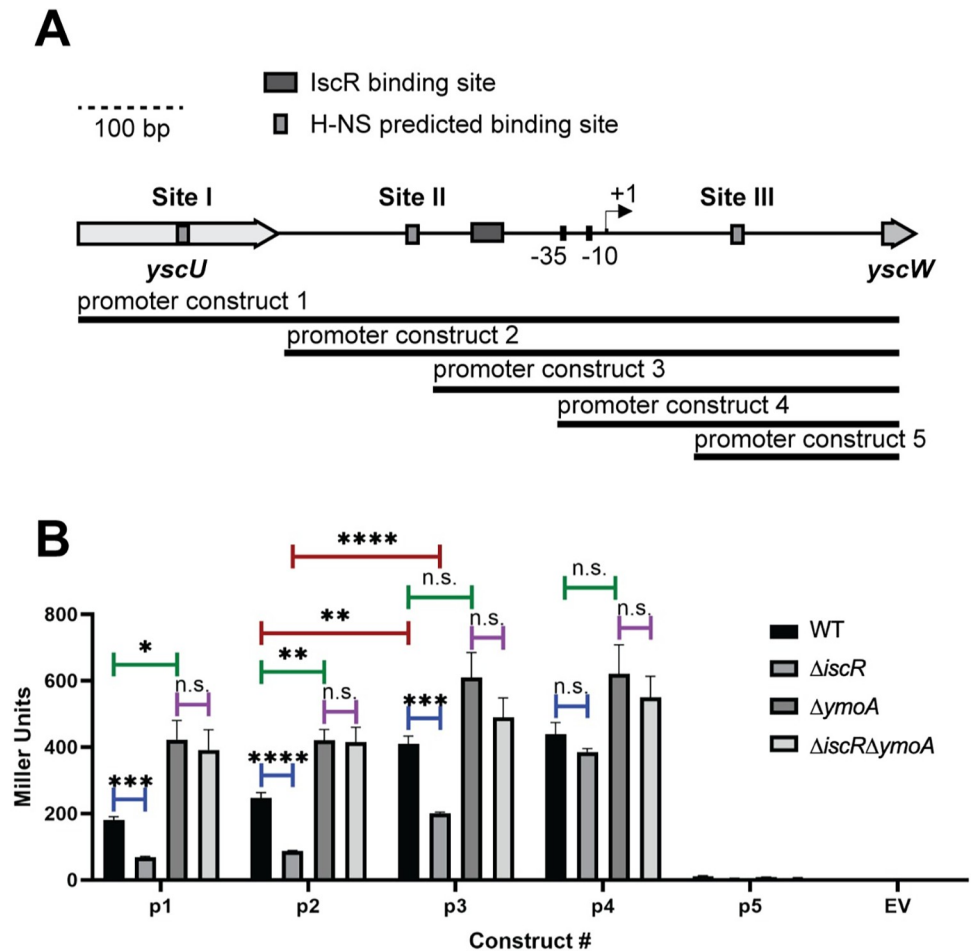 A
IscR binding site
100 bp
H-NS predicted binding site
Site I Site II +1 Site III
-35 -10
yscU yscW
promoter construct 1
promoter construct 2
promoter construct 3
promoter construct 4
promoter construct 5
B
****
n.s. n.s.
** n.s. n.s.
* **
n.s. n.s. *** n.s.
*** ****
800
600
400
200
0
Miller Units
WT
ΔiscR
ΔymoA
ΔiscRΔymoA
p1 p2 p3 p4 p5 EV
Construct #